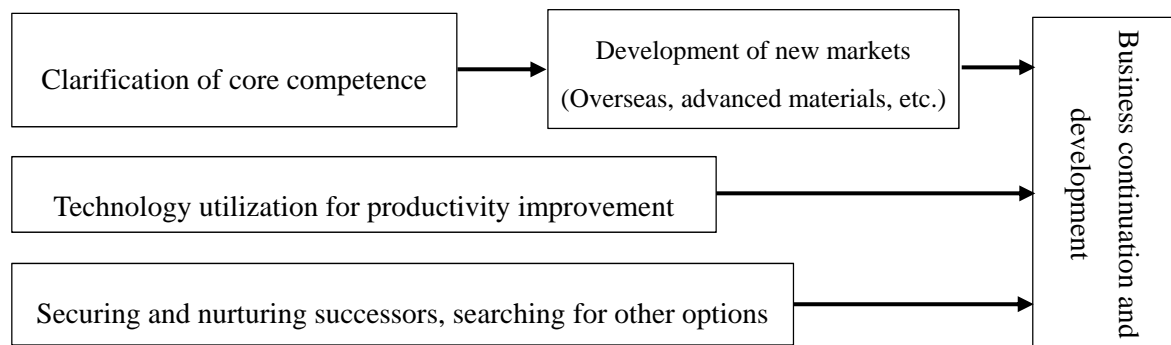 Clarification of core competence
Development of new markets
(Overseas, advanced materials, etc.)
Technology utilization for productivity improvement
Securing and nurturing successors, searching for other options
Business continuation and
development